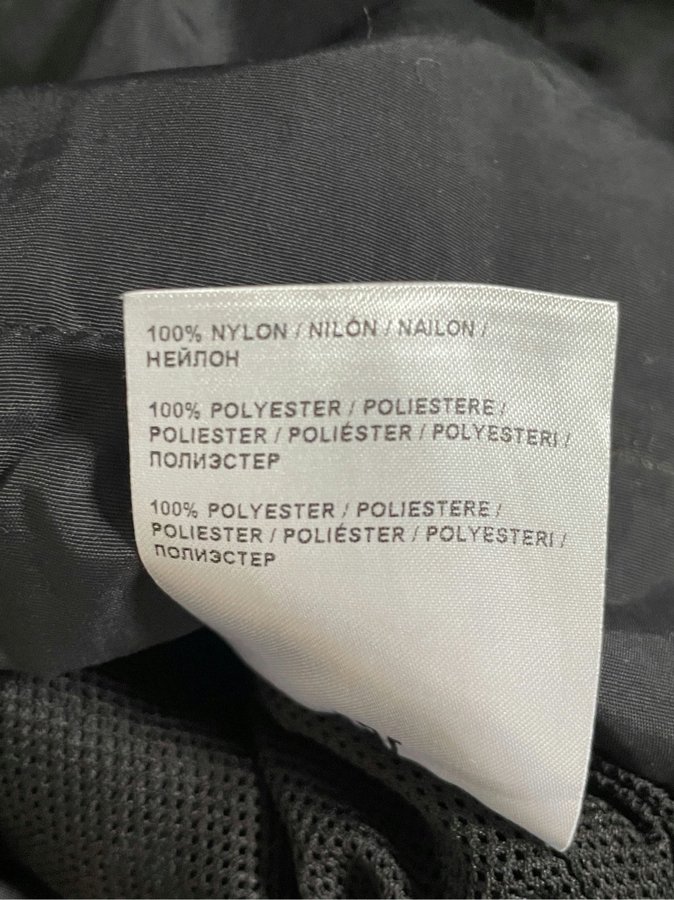 100% NYLON / NILÓN / NAILON /
НЕЙЛОН
100% POLYESTER / POLIESTERE /
POLIESTER / POLIÉSTER / POLYESTERI /
ПОЛИЭСТЕР
100% POLYESTER / POLIESTERE /
POLIESTER / POLIÉSTER / POLYESTERI /
ПОЛИЭСТЕР